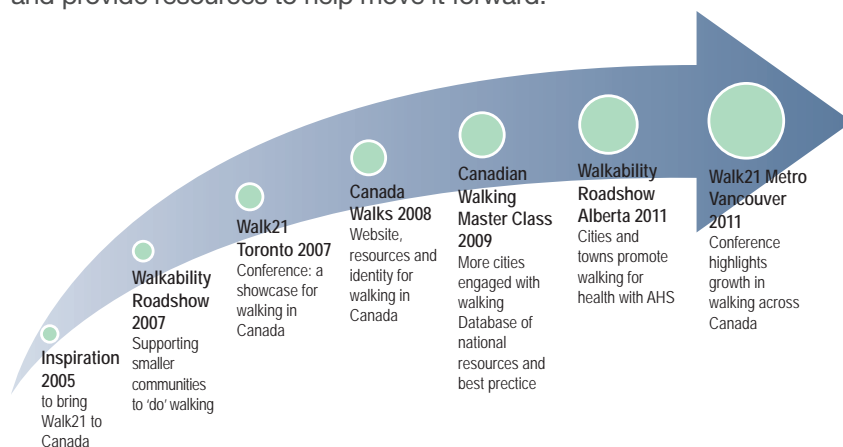 and provide resources to help move it forward.
Inspiration
2005
to bring
Walk21 to
Canada
Walkability
Roadshow
2007
Supporting
smaller
communities
to ‘do’ walking
Walk21
Toronto 2007
Conference: a
showcase for
walking in
Canada
Canada
Walks 2008
Website,
resources and
identity for
walking in
Canada
Canadian
Walking
Master Class
2009
More cities
engaged with
walking
Database of
national
resources and
best prectice
Walkability
Roadshow
Alberta 2011
Cities and
towns promote
walking for
health with AHS
Walk21 Metro
Vancouver
2011
Conference
highlights
growth in
walking across
Canada